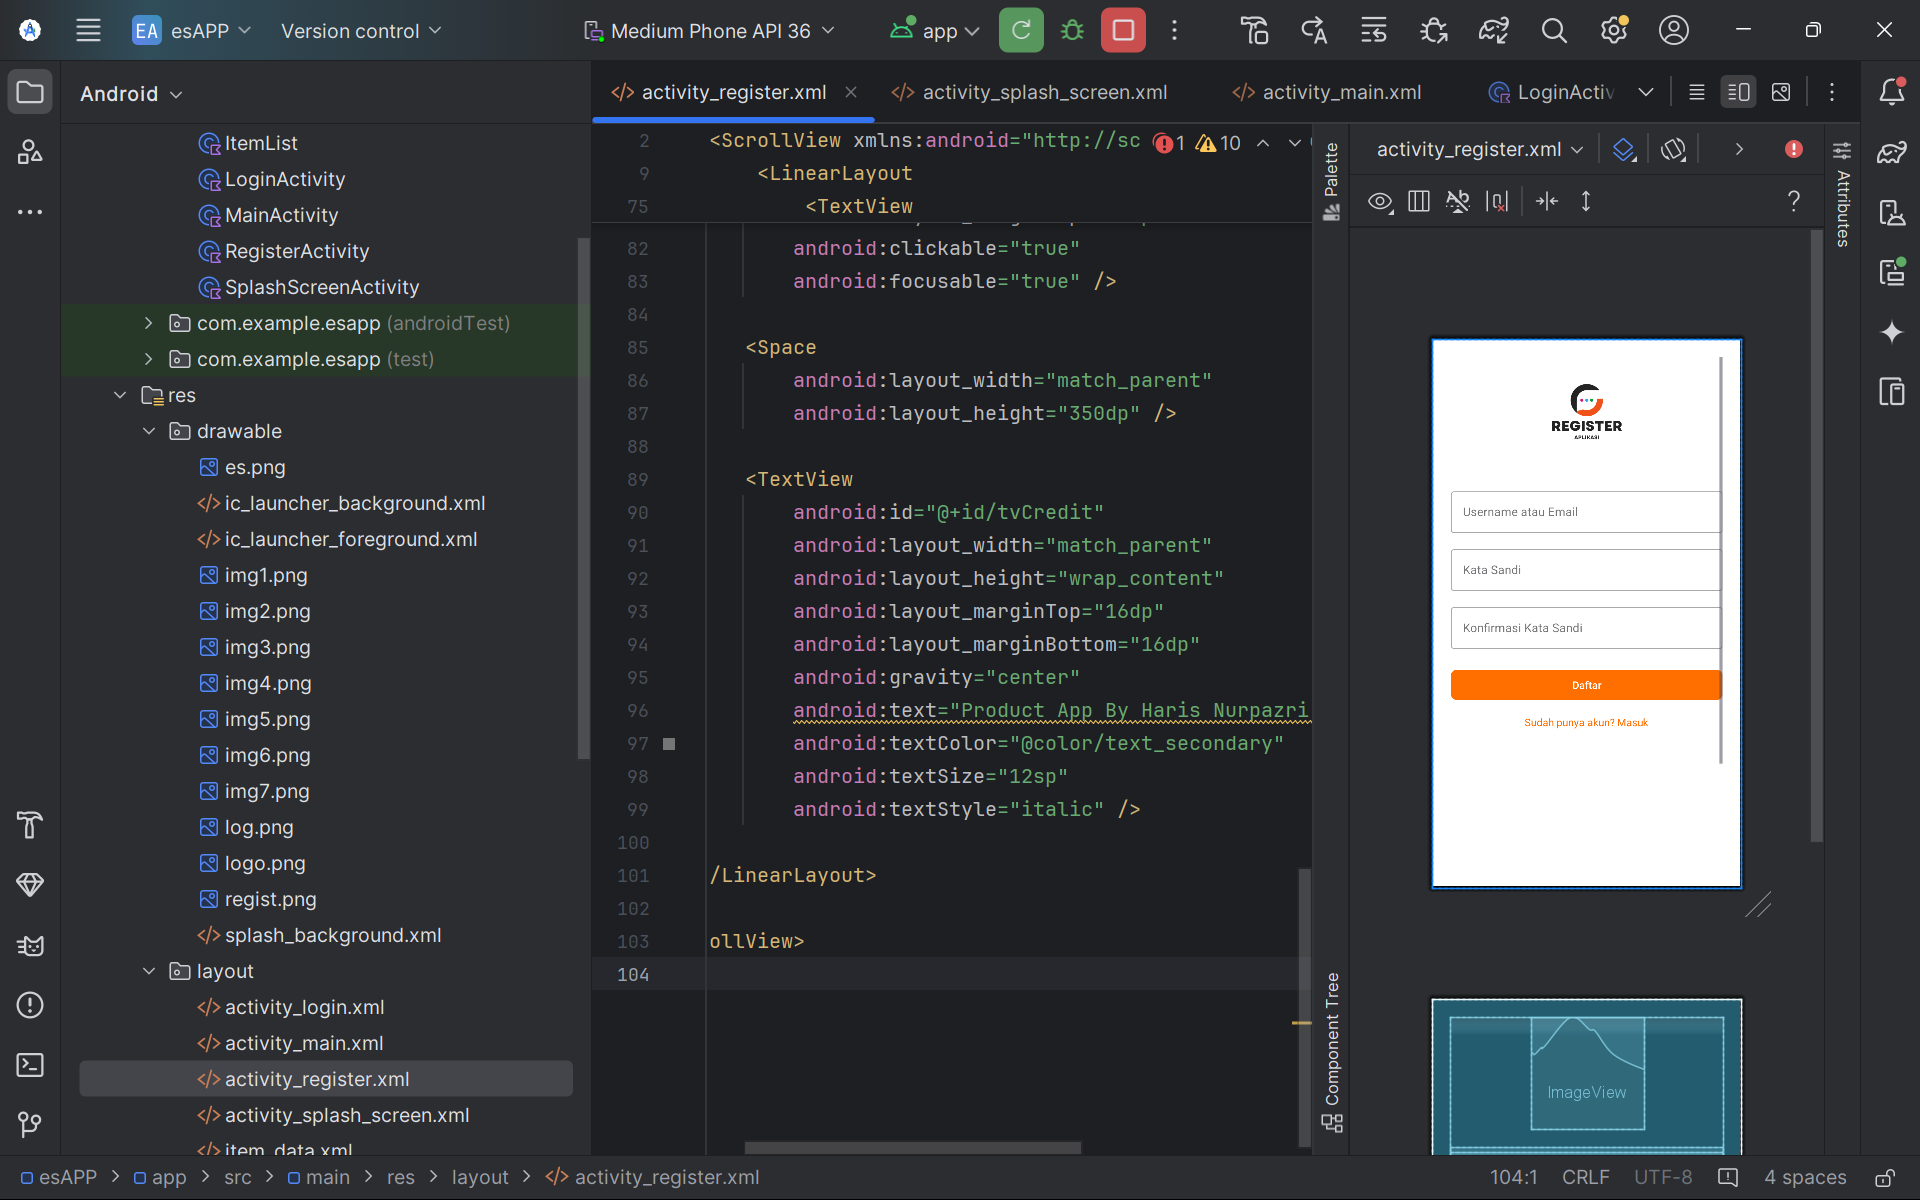 EA esAPP
Version control
Medium Phone API 36
app
Android
activity_register.xml
activity_splash_screen.xml
activity_main.xml
LoginActiv
ItemList
LoginActivity
MainActivity
RegisterActivity
SplashScreenActivity
com.example.esapp (androidTest)
com.example.esapp (test)
res
drawable
es.png
ic_launcher_background.xml
ic_launcher_foreground.xml
img1.png
img2.png
img3.png
img4.png
img5.png
img6.png
img7.png
log.png
logo.png
regist.png
splash_background.xml
layout
activity_login.xml
activity_main.xml
activity_register.xml
activity_splash_screen.xml
item_data.xml
2 <ScrollView xmlns:android="http://sc
1 10
9 <LinearLayout
75 <TextView
82 android:clickable="true"
83 android:focusable="true" />
84
85 <Space
86 android:layout_width="match_parent"
87 android:layout_height="350dp" />
88
89 <TextView
90 android:id="@+id/tvCredit"
91 android:layout_width="match_parent"
92 android:layout_height="wrap_content"
93 android:layout_marginTop="16dp"
94 android:layout_marginBottom="16dp"
95 android:gravity="center"
96 android:text="Product App By Haris Nurpazri
97 android:textColor="@color/text_secondary"
98 android:textSize="12sp"
99 android:textStyle="italic" />
100
101 /LinearLayout>
102
103 ollView>
104
Palette
Component Tree
activity_register.xml
?
Attributes
REGISTER
APLIKASI
Username atau Email
Kata Sandi
Konfirmasi Kata Sandi
Daftar
Sudah punya akun? Masuk
ImageView
esAPP > app > src > main > res > layout > activity_register.xml
104:1
CRLF
UTF-8
4 spaces